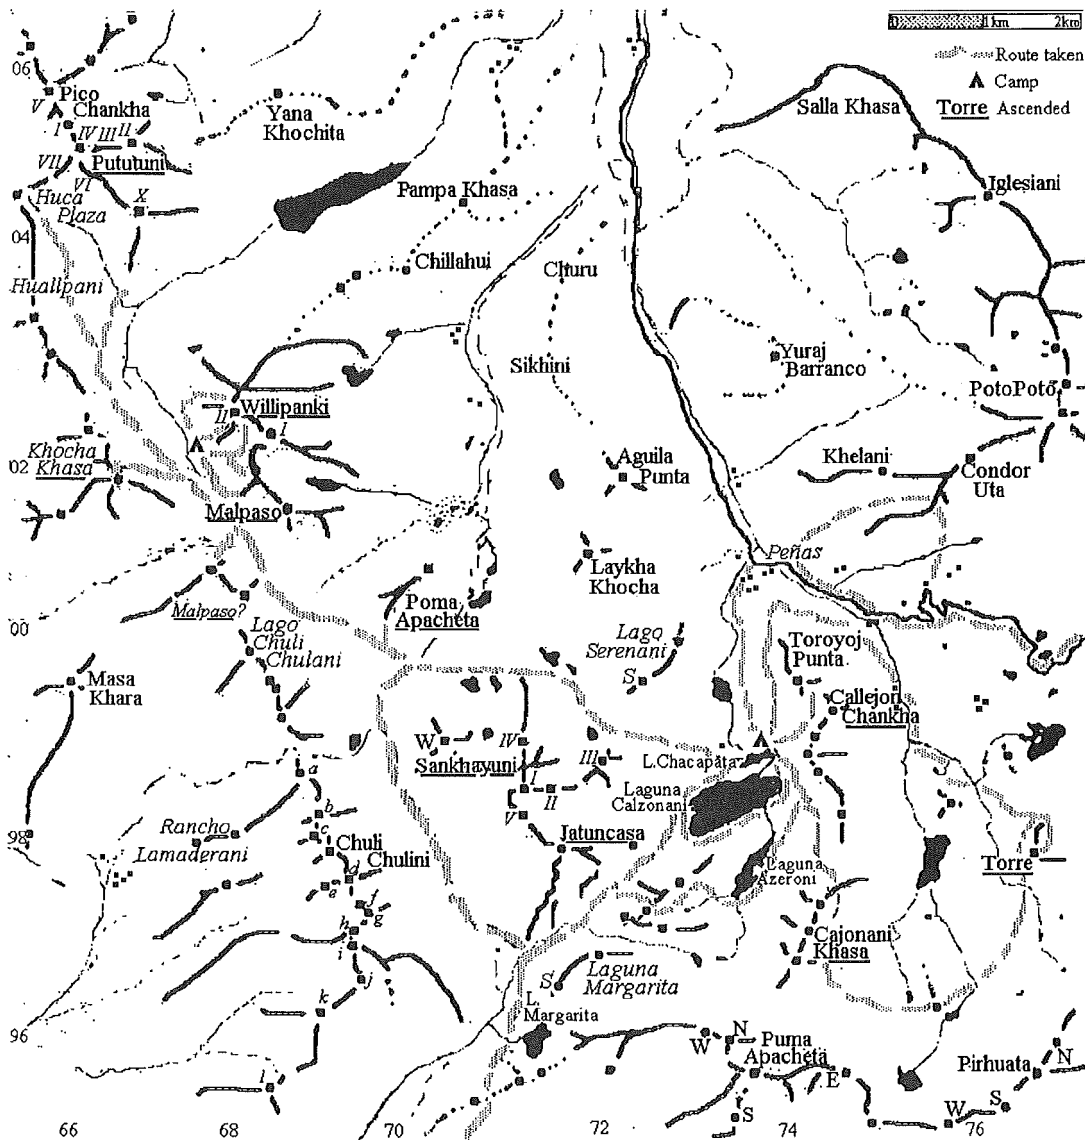 0 1km 2km
Route taken
Camp
Torre Ascended
06
Pico
Chankha
V
I
IV III II
Pututuni
VII
VI
X
Huca
Plaza
04
Huallpani
Yana
Khochita
Pampa Khasa
Chillahui
Churu
Sikhini
Salla Khasa
Iglesiani
Yuraj
Barranco
PotoPoto
Willipanki
II
I
Khocha
Khasa
02
Malpaso
Aguila
Punta
Khelani
Condor
Uta
Peñas
Laykha
Khocha
Poma
Apacheta
Malpaso?
00
Lago
Chuli
Chulani
Lago
Serenani
S
Toroyoj
Punta
Masa
Khara
Callejon
Chankha
W
Sankhayuni
IV
III
I
II
V
L.Chacapata
Laguna
Calzonani
a
b
c
98
Rancho
Lamaderani
Chuli
Chulini
d
e
f
g
h
i
j
k
l
Jatuncasa
Laguna
Azeroni
Torre
Cajonani
Khasa
S
Laguna
Margarita
L.
Margarita
96
W
N
Puma
Apacheta
E
S
Pirhuata
N
S
W
66 68 70 72 74 76